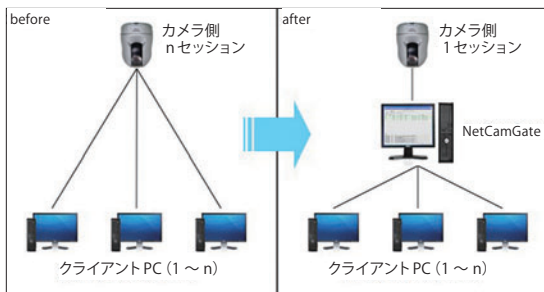 before
カメラ側
n セッション
クライアント PC（1 ～ n）
after
カメラ側
1 セッション
NetCamGate
クライアント PC（1 ～ n）